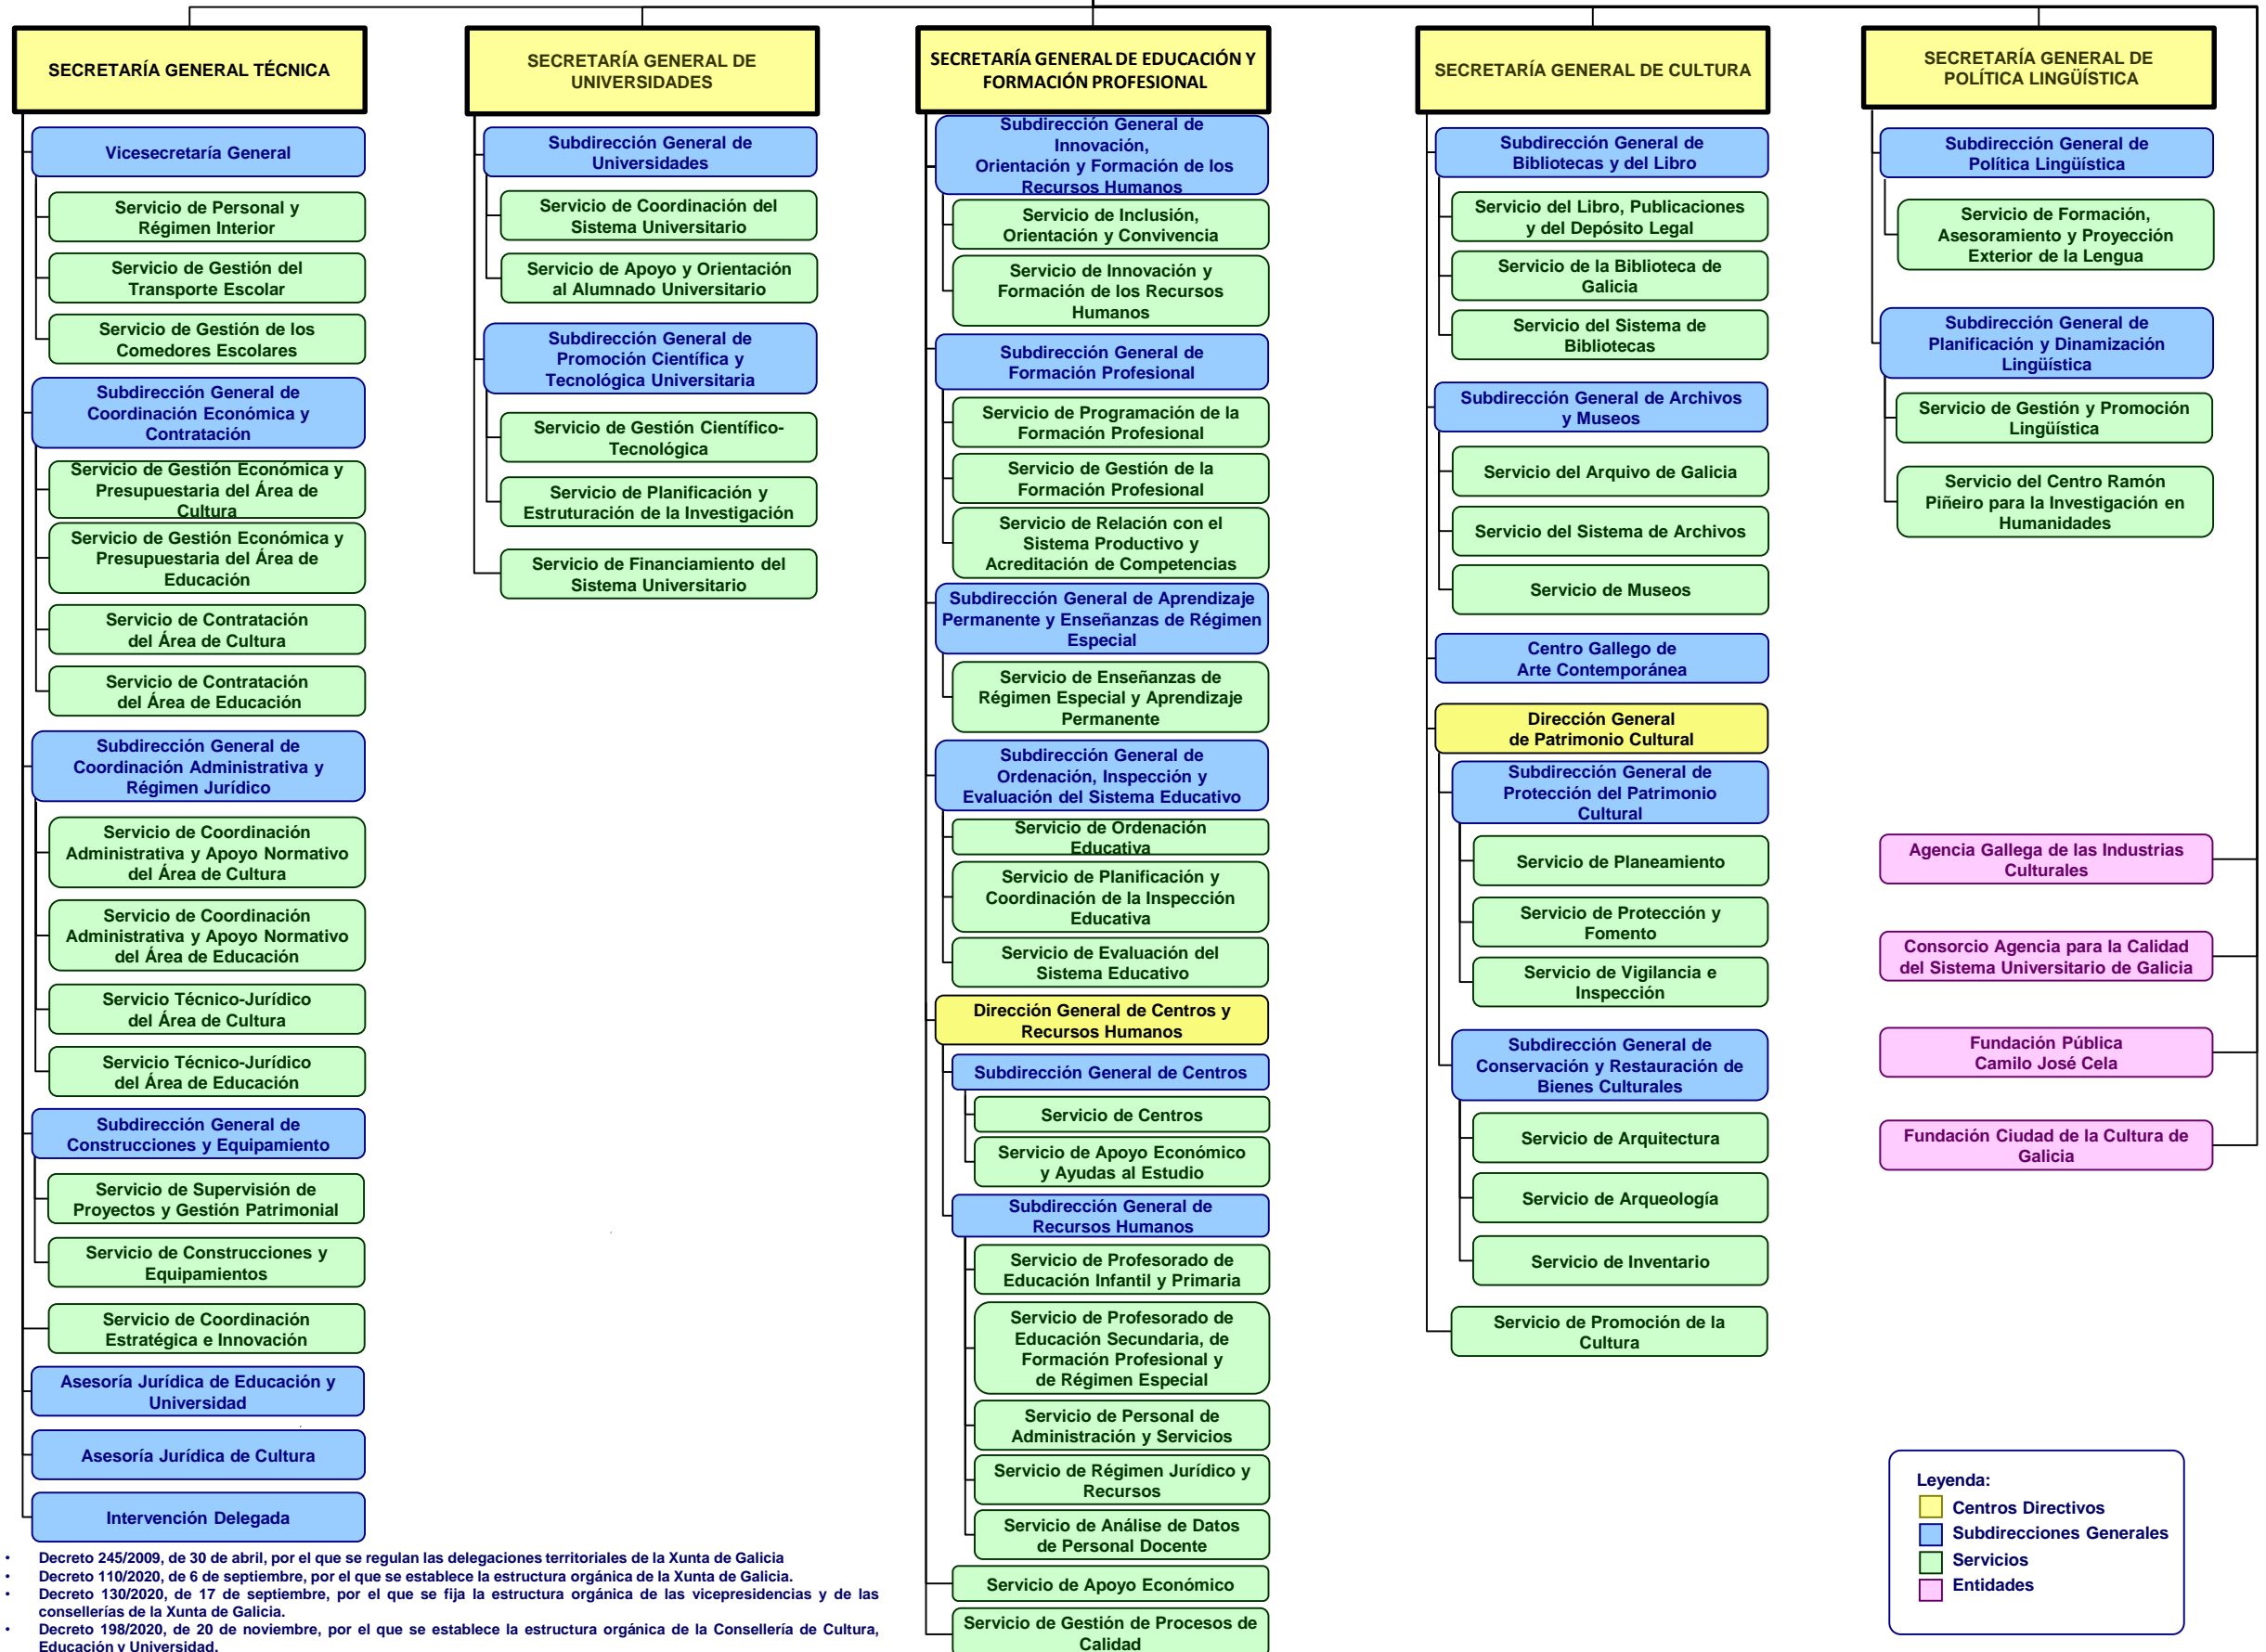 SECRETARÍA GENERAL TÉCNICA
Vicesecretaría General
Servicio de Personal y
Régimen Interior
Servicio de Gestión del
Transporte Escolar
Servicio de Gestión de los
Comedores Escolares
Subdirección General de
Coordinación Económica y
Contratación
Servicio de Gestión Económica y
Presupuestaria del Área de
Cultura
Servicio de Gestión Económica y
Presupuestaria del Área de
Educación
Servicio de Contratación
del Área de Cultura
Servicio de Contratación
del Área de Educación
Subdirección General de
Coordinación Administrativa y
Régimen Jurídico
Servicio de Coordinación
Administrativa y Apoyo Normativo
del Área de Cultura
Servicio de Coordinación
Administrativa y Apoyo Normativo
del Área de Educación
Servicio Técnico-Jurídico
del Área de Cultura
Servicio Técnico-Jurídico
del Área de Educación
Subdirección General de
Construcciones y Equipamiento
Servicio de Supervisión de
Proyectos y Gestión Patrimonial
Servicio de Construcciones y
Equipamientos
Servicio de Coordinación
Estratégica e Innovación
Asesoría Jurídica de Educación y
Universidad
Asesoría Jurídica de Cultura
Intervención Delegada
SECRETARÍA GENERAL DE
UNIVERSIDADES
Subdirección General de
Universidades
Servicio de Coordinación del
Sistema Universitario
Servicio de Apoyo y Orientación
al Alumnado Universitario
Subdirección General de
Promoción Científica y
Tecnológica Universitaria
Servicio de Gestión Científico-
Tecnológica
Servicio de Planificación y
Estruturación de la Investigación
Servicio de Financiamiento del
Sistema Universitario
SECRETARÍA GENERAL DE EDUCACIÓN Y
FORMACIÓN PROFESIONAL
Subdirección General de
Innovación,
Orientación y Formación de los
Recursos Humanos
Servicio de Inclusión,
Orientación y Convivencia
Servicio de Innovación y
Formación de los Recursos
Humanos
Subdirección General de
Formación Profesional
Servicio de Programación de la
Formación Profesional
Servicio de Gestión de la
Formación Profesional
Servicio de Relación con el
Sistema Productivo y
Acreditación de Competencias
Subdirección General de Aprendizaje
Permanente y Enseñanzas de Régimen
Especial
Servicio de Enseñanzas de
Régimen Especial y Aprendizaje
Permanente
Subdirección General de
Ordenación, Inspección y
Evaluación del Sistema Educativo
Servicio de Ordenación
Educativa
Servicio de Planificación y
Coordinación de la Inspección
Educativa
Servicio de Evaluación del
Sistema Educativo
Dirección General de Centros y
Recursos Humanos
Subdirección General de Centros
Servicio de Centros
Servicio de Apoyo Económico
y Ayudas al Estudio
Subdirección General de
Recursos Humanos
Servicio de Profesorado de
Educación Infantil y Primaria
Servicio de Profesorado de
Educación Secundaria, de
Formación Profesional y
de Régimen Especial
Servicio de Personal de
Administración y Servicios
Servicio de Régimen Jurídico y
Recursos
Servicio de Análise de Datos
de Personal Docente
Servicio de Apoyo Económico
Servicio de Gestión de Procesos de
Calidad
SECRETARÍA GENERAL DE CULTURA
Subdirección General de
Bibliotecas y del Libro
Servicio del Libro, Publicaciones
y del Depósito Legal
Servicio de la Biblioteca de
Galicia
Servicio del Sistema de
Bibliotecas
Subdirección General de Archivos
y Museos
Servicio del Arquivo de Galicia
Servicio del Sistema de Archivos
Servicio de Museos
Centro Gallego de
Arte Contemporánea
Dirección General
de Patrimonio Cultural
Subdirección General de
Protección del Patrimonio
Cultural
Servicio de Planeamiento
Servicio de Protección y
Fomento
Servicio de Vigilancia e
Inspección
Subdirección General de
Conservación y Restauración de
Bienes Culturales
Servicio de Arquitectura
Servicio de Arqueología
Servicio de Inventario
Servicio de Promoción de la
Cultura
SECRETARÍA GENERAL DE
POLÍTICA LINGÜÍSTICA
Subdirección General de
Política Lingüística
Servicio de Formación,
Asesoramiento y Proyección
Exterior de la Lengua
Subdirección General de
Planificación y Dinamización
Lingüística
Servicio de Gestión y Promoción
Lingüística
Servicio del Centro Ramón
Piñeiro para la Investigación en
Humanidades
Agencia Gallega de las Industrias
Culturales
Consorcio Agencia para la Calidad
del Sistema Universitario de Galicia
Fundación Pública
Camilo José Cela
Fundación Ciudad de la Cultura de
Galicia
Leyenda:
Centros Directivos
Subdirecciones Generales
Servicios
Entidades
• Decreto 245/2009, de 30 de abril, por el que se regulan las delegaciones territoriales de la Xunta de Galicia
• Decreto 110/2020, de 6 de septiembre, por el que se establece la estructura orgánica de la Xunta de Galicia.
• Decreto 130/2020, de 17 de septiembre, por el que se fija la estructura orgánica de las vicepresidencias y de las
consellerías de la Xunta de Galicia.
• Decreto 198/2020, de 20 de noviembre, por el que se establece la estructura orgánica de la Consellería de Cultura,
Educación y Universidad.